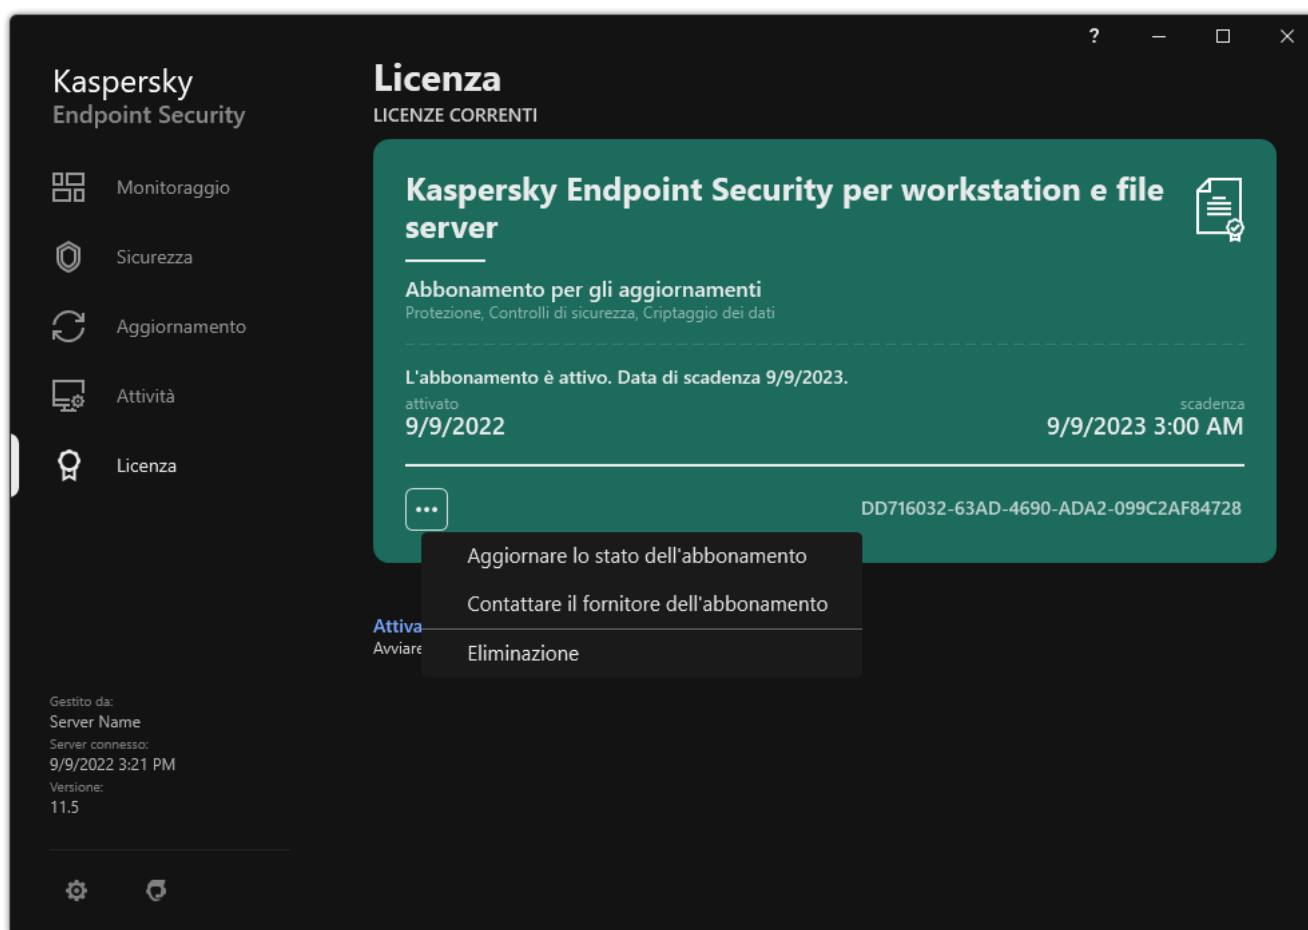 ?
Kaspersky
Endpoint Security
Monitoraggio
Sicurezza
Aggiornamento
Attività
Licenza
Gestito da:
Server Name
Server connesso:
9/9/2022 3:21 PM
Versione:
11.5
Licenza
LICENZE CORRENTI
Kaspersky Endpoint Security per workstation e file
server
Abbonamento per gli aggiornamenti
Protezione, Controlli di sicurezza, Criptaggio dei dati
L'abbonamento è attivo. Data di scadenza 9/9/2023.
attivato
scadenza
9/9/2022
9/9/2023 3:00 AM
DD716032-63AD-4690-ADA2-099C2AF84728
Aggiornare lo stato dell'abbonamento
Contattare il fornitore dell'abbonamento
Eliminazione
Attiva
Avviare